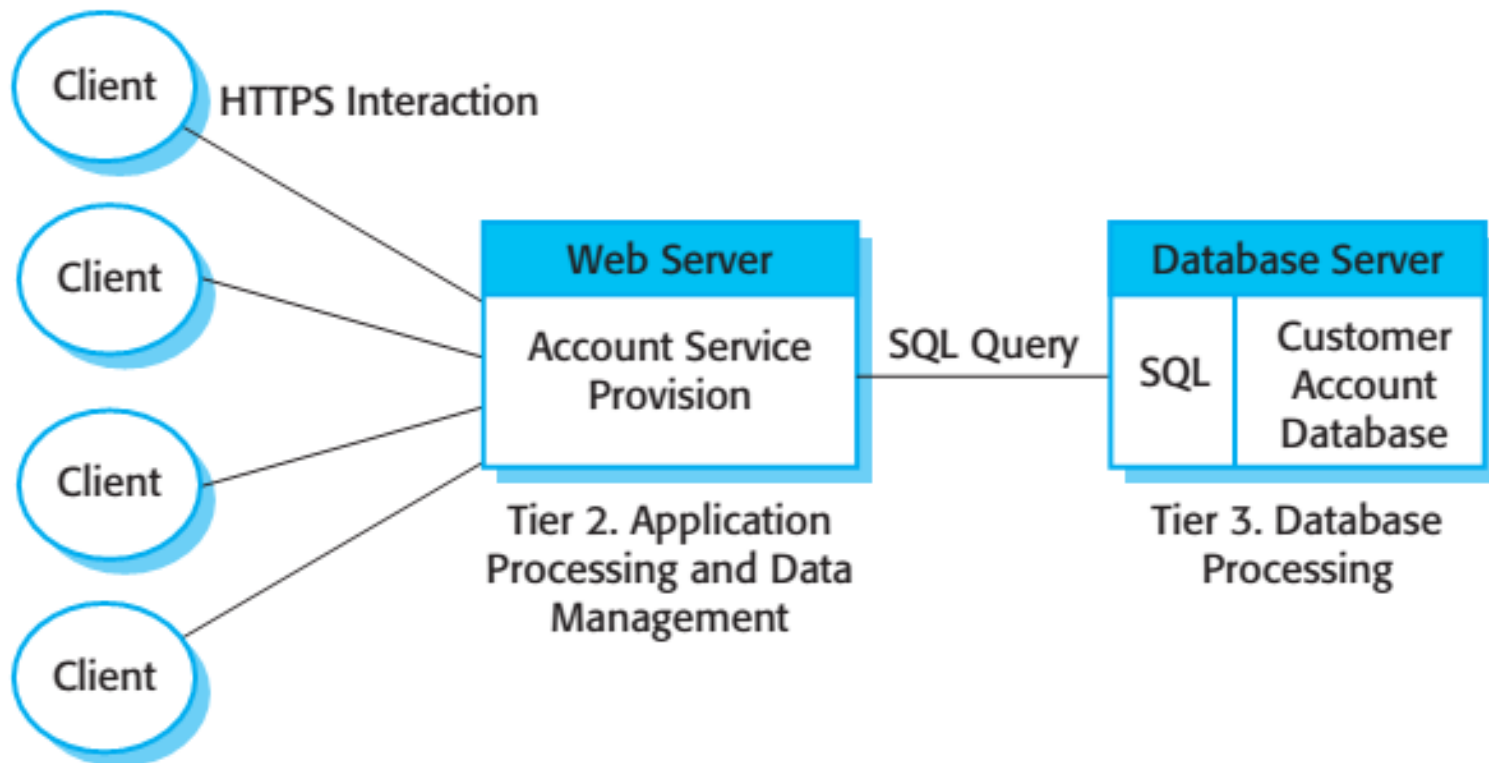 Client
HTTPS Interaction
Client
Client
Client
Web Server
Account Service
Provision
Tier 2. Application
Processing and Data
Management
SQL Query
Database Server
SQL
Customer
Account
Database
Tier 3. Database
Processing